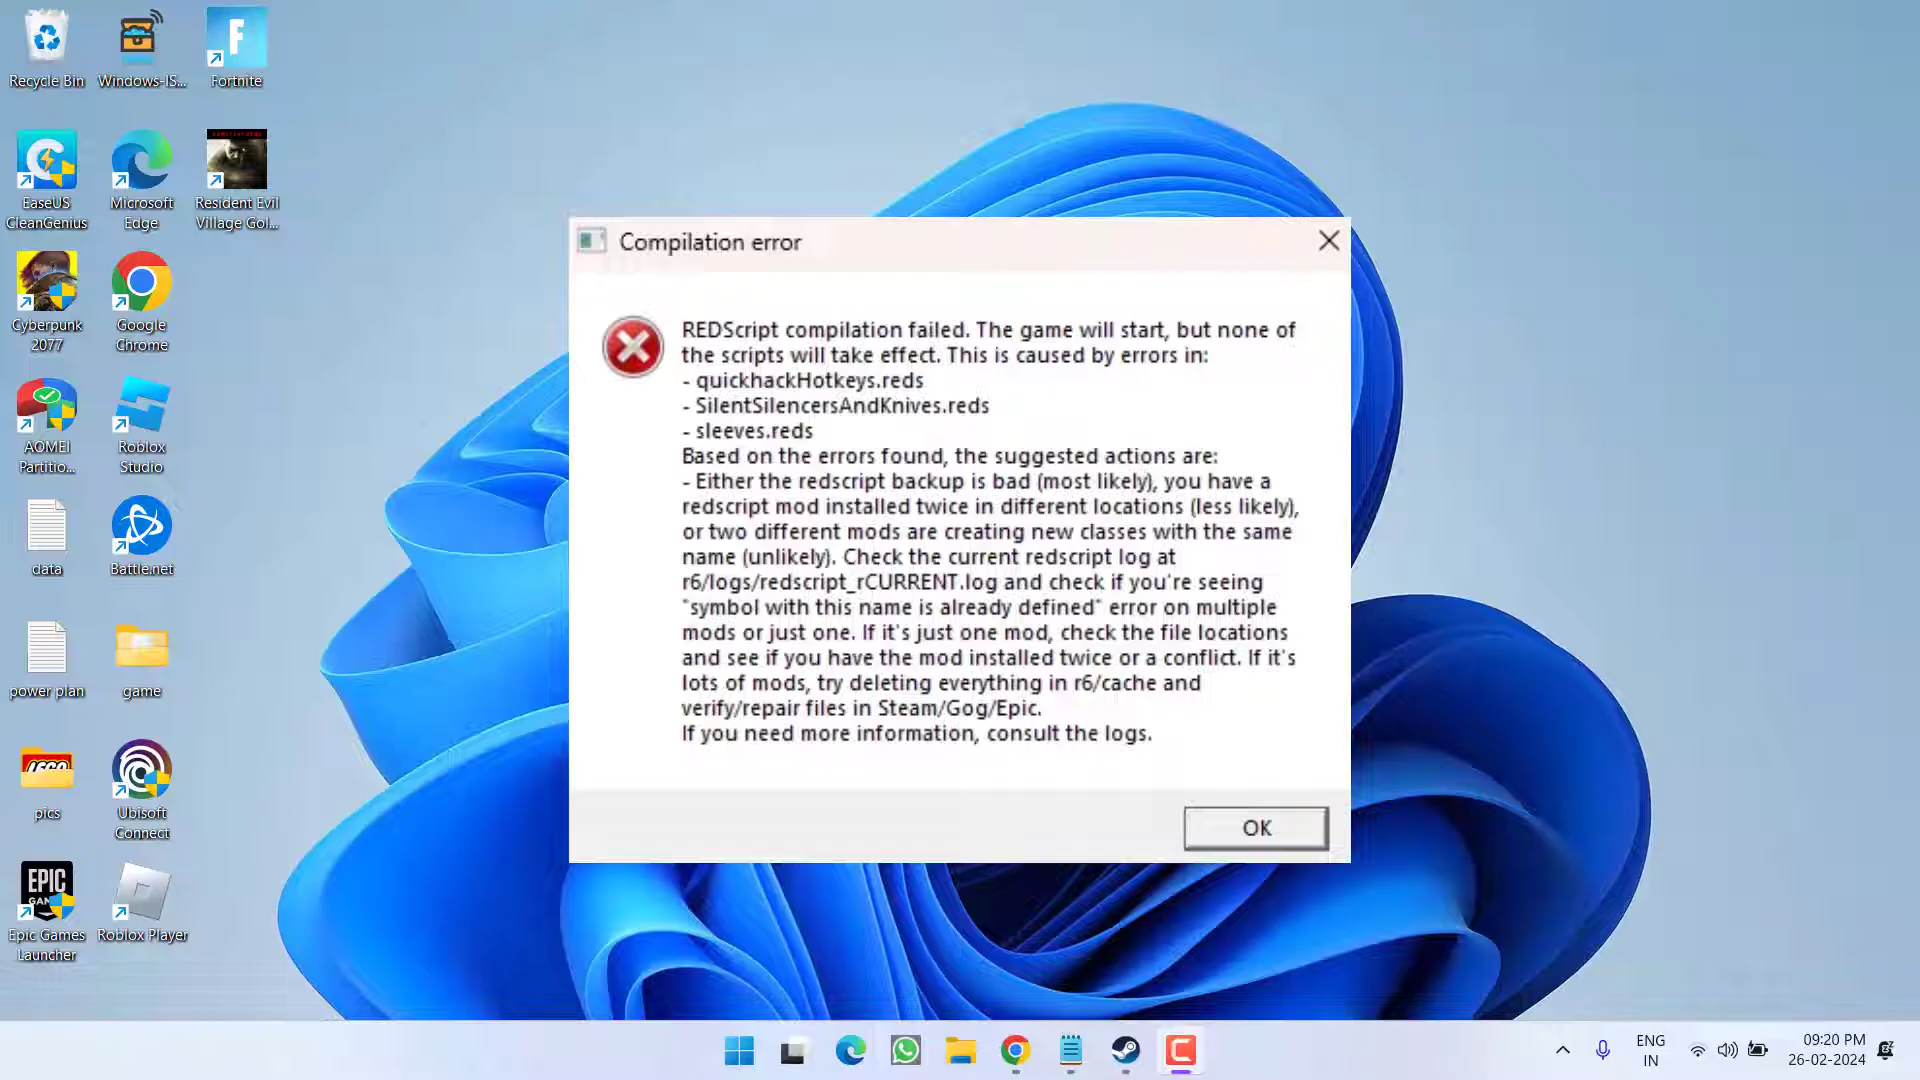 Recycle Bin
Windows-IS...
Fortnite
EaseUS
CleanGenius
Microsoft
Edge
Resident Evil
Village Gol...
Cyberpunk
2077
Google
Chrome
AOMEI
Partitio...
Roblox
Studio
data
Battle.net
power plan
game
LEGO
pics
Ubisoft
Connect
EPIC
Epic Games
Launcher
Roblox Player
Compilation error
REDScript compilation failed. The game will start, but none of
the scripts will take effect. This is caused by errors in:
- quickhackHotkeys.reds
- SilentSilencersAndKnives.reds
- sleeves.reds
Based on the errors found, the suggested actions are:
- Either the redscript backup is bad (most likely), you have a
redscript mod installed twice in different locations (less likely),
or two different mods are creating new classes with the same
name (unlikely). Check the current redscript log at
r6/logs/redscript_rCURRENT.log and check if you're seeing
"symbol with this name is already defined" error on multiple
mods or just one. If it's just one mod, check the file locations
and see if you have the mod installed twice or a conflict. If it's
lots of mods, try deleting everything in r6/cache and
verify/repair files in Steam/Gog/Epic.
If you need more information, consult the logs.
OK
ENG
IN
09:20 PM
26-02-2024